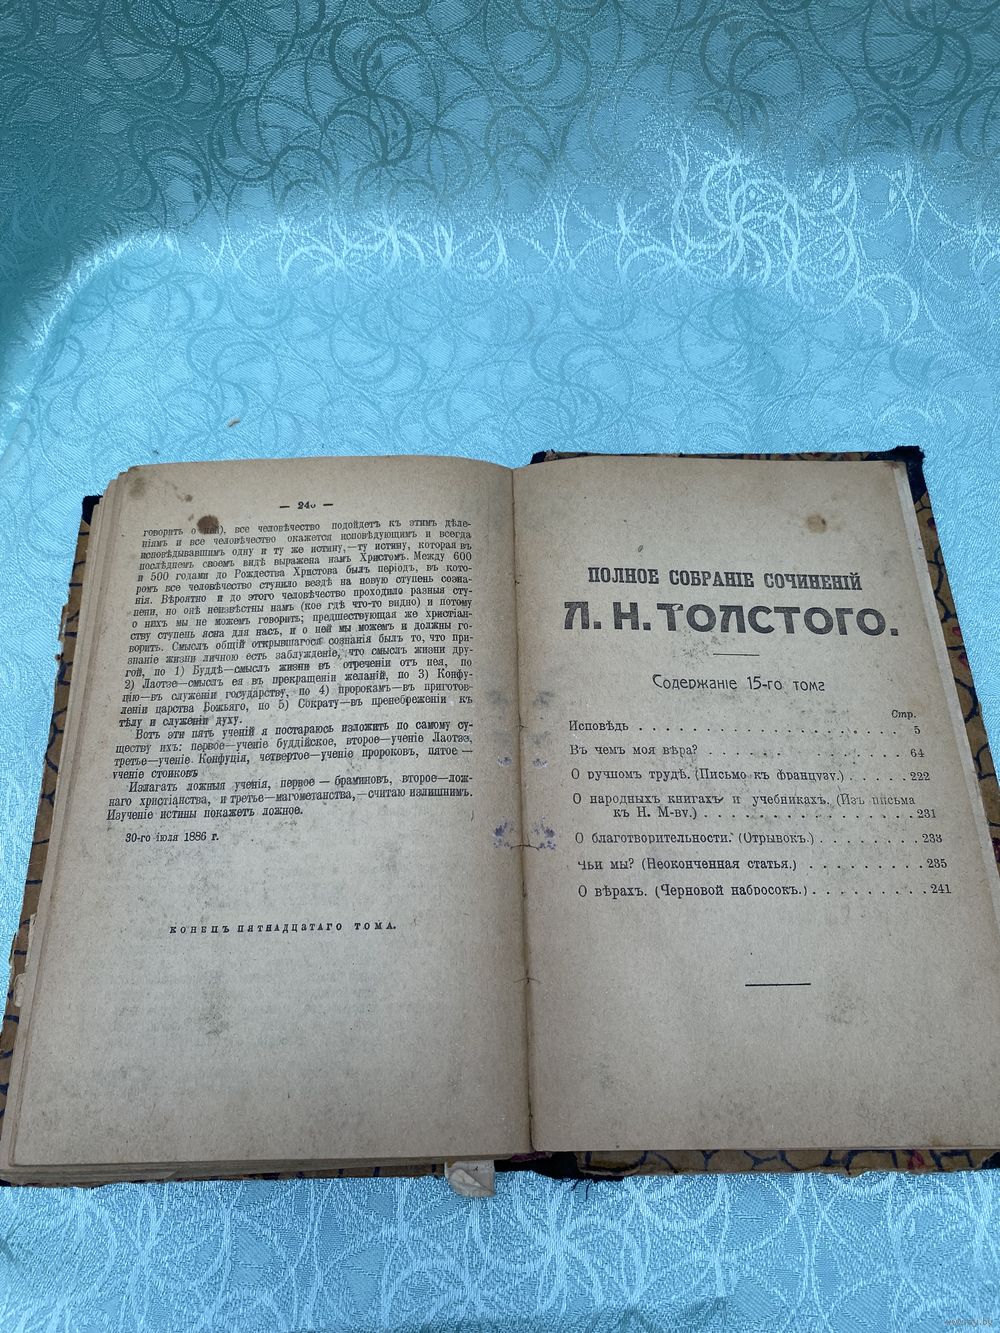 — 24 —
говорить о ней), все человѣчество подойдетъ къ этимъ дѣле-
ніямъ и все человѣчество окажется исповѣдующимъ и всегда
исповѣдывавшимъ одну и ту же истину,—ту истину, которая въ
послѣднемъ своемъ видѣ выражена намъ Христомъ. Между 600
и 500 годами до Рождества Христова былъ періодъ, въ кото-
ромъ все человѣчество ступило вездѣ на новую ступень созна-
нія. Вѣроятно и до этого человѣчество проходило разныя сту-
пени, но онѣ неизвѣстны намъ (кое гдѣ что-то видно) и потому
о нихъ мы не можемъ говорить; предшествующая же христіан-
ству ступень ясна для насъ, и о ней мы можемъ и должны го-
ворить. Смыслъ общій открывшагося сознанія былъ то, что при-
знаніе жизни личною есть заблужденіе, что смыслъ жизни дру-
гой, по 1) Буддѣ—смыслъ жизни въ отреченіи отъ нея, по
2) Лаотзе—смыслъ ея въ прекращеніи желаній, по 3) Конфу-
цію—въ служеніи государству, по 4) пророкамъ—въ приготов-
леніи царства Божьяго, по 5) Сократу—въ пренебреженіи къ
тѣлу и служеніи духу.
Вотъ эти пять ученій я постараюсь изложить по самому су-
ществу ихъ: первое—ученіе буддійское, второе—ученіе Лаотзе,
третье—ученіе Конфуція, четвертое—ученіе пророковъ, пятое —
ученіе стоиковъ
Излагать ложныя ученія, первое — браминовъ, второе—лож-
наго христіанства, и третье—магометанства,—считаю излишнимъ.
Изученіе истины покажетъ ложное.
30-го іюля 1886 г.
КОНЕЦЪ ПЯТНАДЦАТАГО ТОМА.
ПОЛНОЕ СОБРАНІЕ СОЧИНЕНІЙ
Л. Н. ТОЛСТОГО.
Содержаніе 15-го тома
Стр.
Исповѣдь . . . . . . . . . . . . . . . . . . . . 5
Въ чемъ моя вѣра? . . . . . . . . . . . . . . . 64
О ручномъ трудѣ. (Письмо къ французу.) . . . . . 222
О народныхъ книгахъ и учебникахъ. (Изъ письма
къ Н. М-ву.) . . . . . . . . . . . . . . . . 231
О благотворительности. (Отрывокъ.) . . . . . . . 233
Чьи мы? (Неоконченная статья.) . . . . . . . . . 235
О вѣрахъ. (Черновой набросокъ.) . . . . . . . . . 241